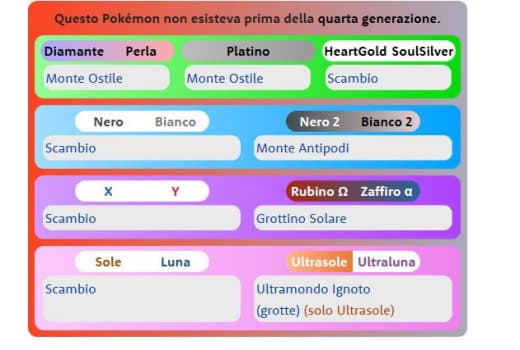 Questo Pokémon non esisteva prima della quarta generazione.
Diamante Perla Platino HeartGold SoulSilver
Monte Ostile Monte Ostile Scambio
Nero Bianco Nero 2 Bianco 2
Scambio Monte Antipodi
X Y Rubino Ω Zaffiro α
Scambio Grottino Solare
Sole Luna Ultrasole Ultraluna
Scambio Ultramondo Ignoto
(grotte) (solo Ultrasole)